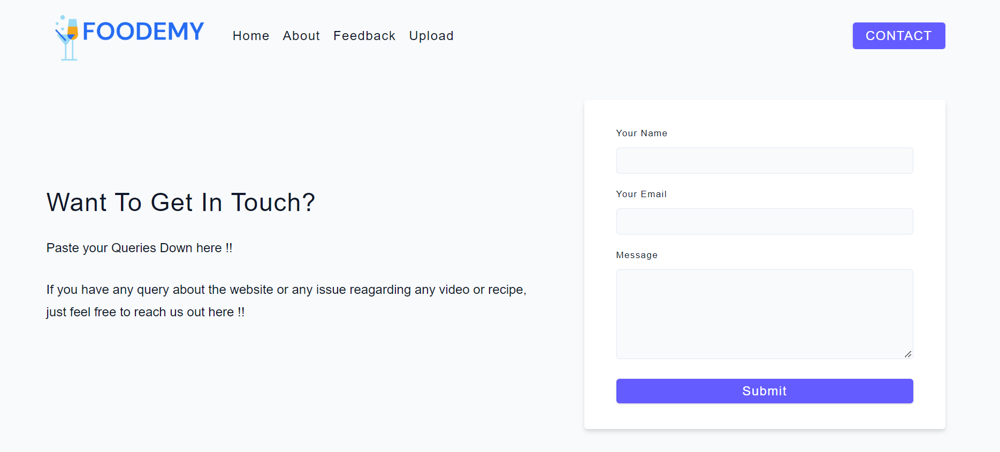 FOODEMY
Home About Feedback Upload
CONTACT
Want To Get In Touch?
Paste your Queries Down here !!
If you have any query about the website or any issue reagarding any video or recipe,
just feel free to reach us out here !!
Your Name
Your Email
Message
Submit